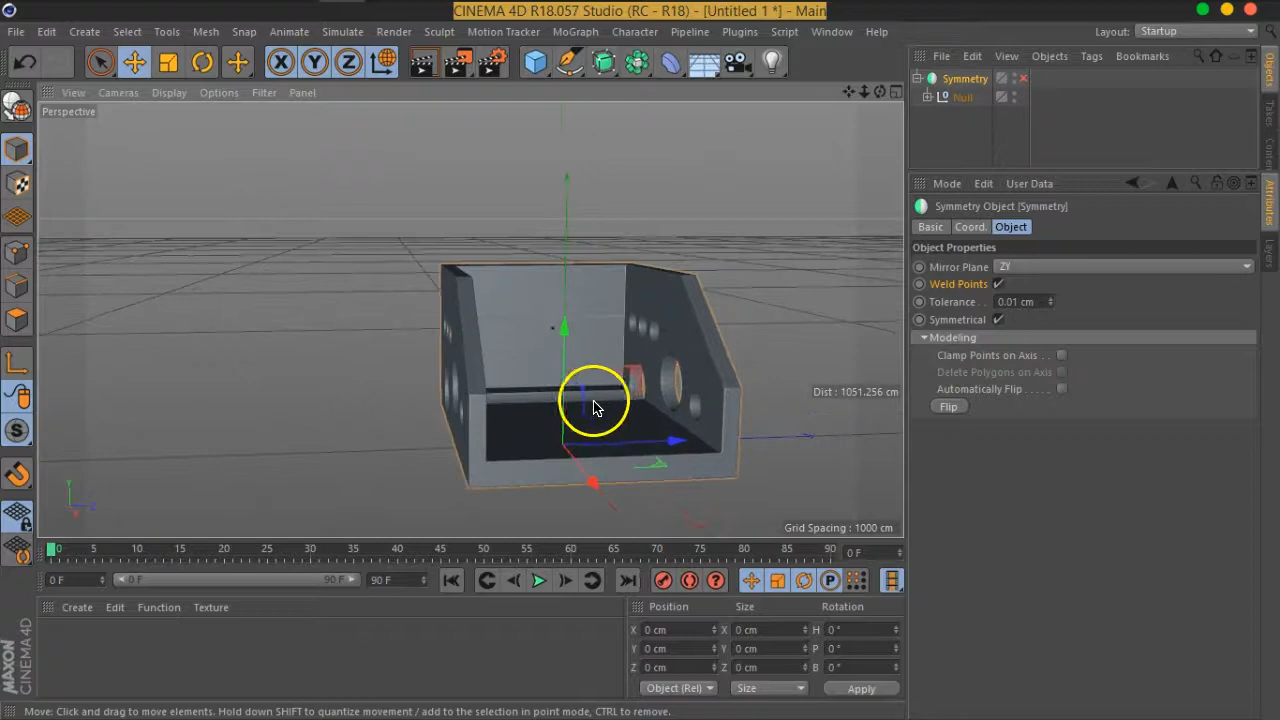 CINEMA 4D R18.057 Studio (RC - R18) - [Untitled 1 *] - Main
File Edit Create Select Tools Mesh Snap Animate Simulate Render Sculpt Motion Tracker MoGraph Character Pipeline Plugins Script Window Help Layout: Startup
X Y Z
File Edit View Objects Tags Bookmarks
View Cameras Display Options Filter Panel
Perspective
Symmetry
Null
Objects
Takes
Attributes
Layers
Mode Edit User Data
Symmetry Object [Symmetry]
Basic Coord. Object
Object Properties
Mirror Plane ZY
Weld Points
Tolerance . . 0.01 cm
Symmetrical
Modeling
Clamp Points on Axis . . .
Delete Polygons on Axis
Automatically Flip . . .
Flip
Dist : 1051.256 cm
Grid Spacing : 1000 cm
0 5 10 15 20 25 30 35 40 45 50 55 60 65 70 75 80 85 90 0 F
0 F 0 F 90 F 90 F
Create Edit Function Texture
Position Size Rotation
X 0 cm X 0 cm H 0 °
Y 0 cm Y 0 cm P 0 °
Z 0 cm Z 0 cm B 0 °
Object (Rel) Size Apply
MAXON
CINEMA 4D
Move: Click and drag to move elements. Hold down SHIFT to quantize movement / add to the selection in point mode, CTRL to remove.